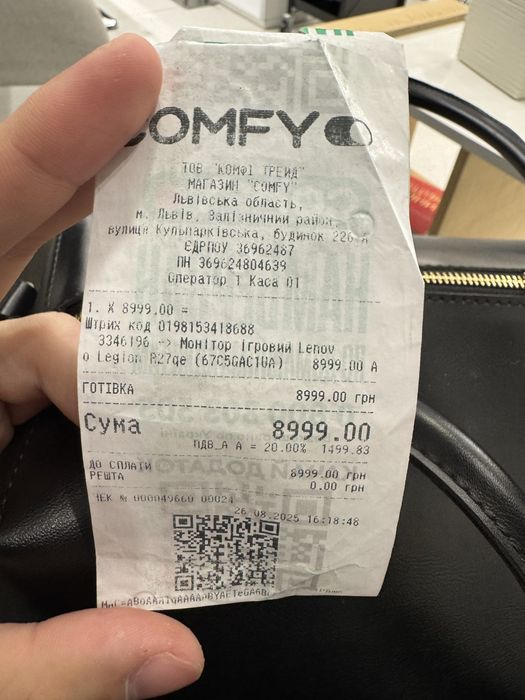 COMFY
ТОВ "КОМФІ ТРЕЙД"
МАГАЗИН "COMFY"
Львівська область,
м. Львів, Залізничний район,
вулиця Кульпарківська, будинок 226 А
ЄДРПОУ 36962487
ПН 369624804639
Оператор 1 Каса 01
1. X 8999.00 =
Штрих код 0198153418688
3346196 -> Монітор ігровий Lenov
o Legion R27qe (67C5GAC1UA) 8999.00 А
ГОТІВКА 8999.00 грн
Сума 8999.00
ПДВ_А А = 20.00% 1499.83
ДО СПЛАТИ 8999.00 грн
РЕШТА 0.00 грн
ЧЕК № 000049660 00024
26.08.2025 16:18:48